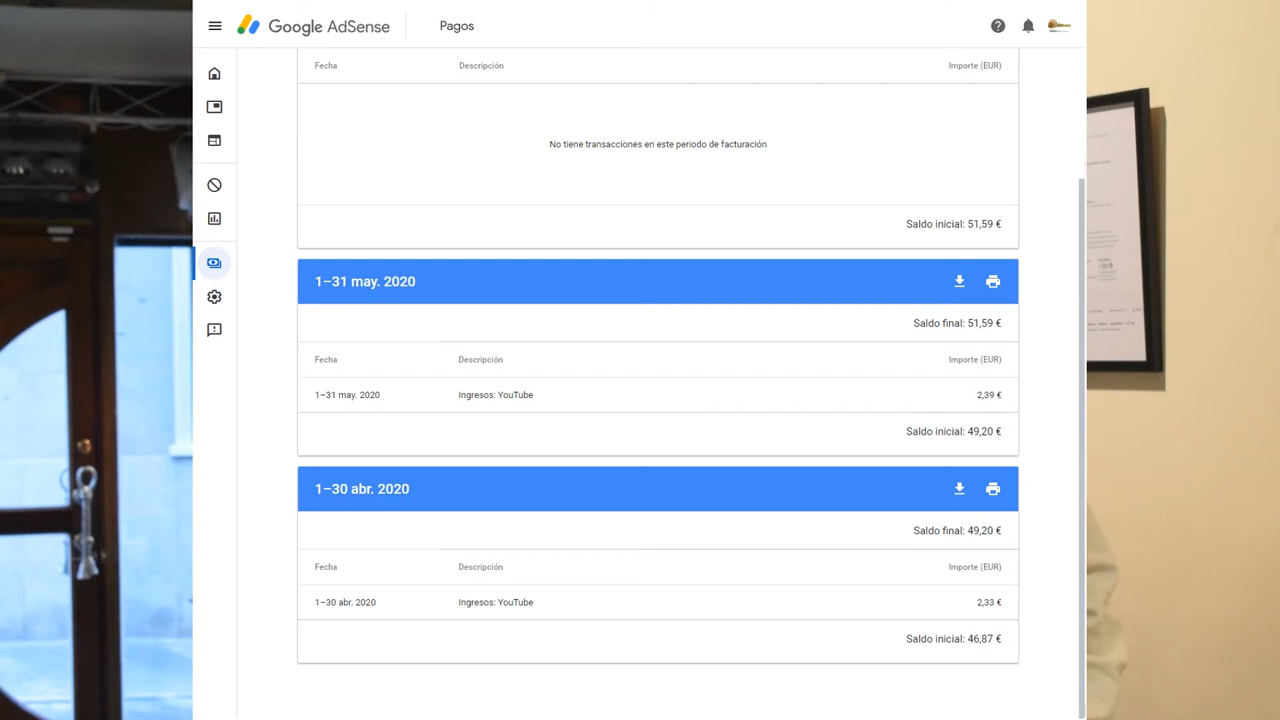 Google AdSense
Pagos
Fecha Descripción Importe (EUR)
No tiene transacciones en este periodo de facturación
Saldo inicial: 51,59 €
1–31 may. 2020
Saldo final: 51,59 €
Fecha Descripción Importe (EUR)
1–31 may. 2020 Ingresos: YouTube 2,39 €
Saldo inicial: 49,20 €
1–30 abr. 2020
Saldo final: 49,20 €
Fecha Descripción Importe (EUR)
1–30 abr. 2020 Ingresos: YouTube 2,33 €
Saldo inicial: 46,87 €